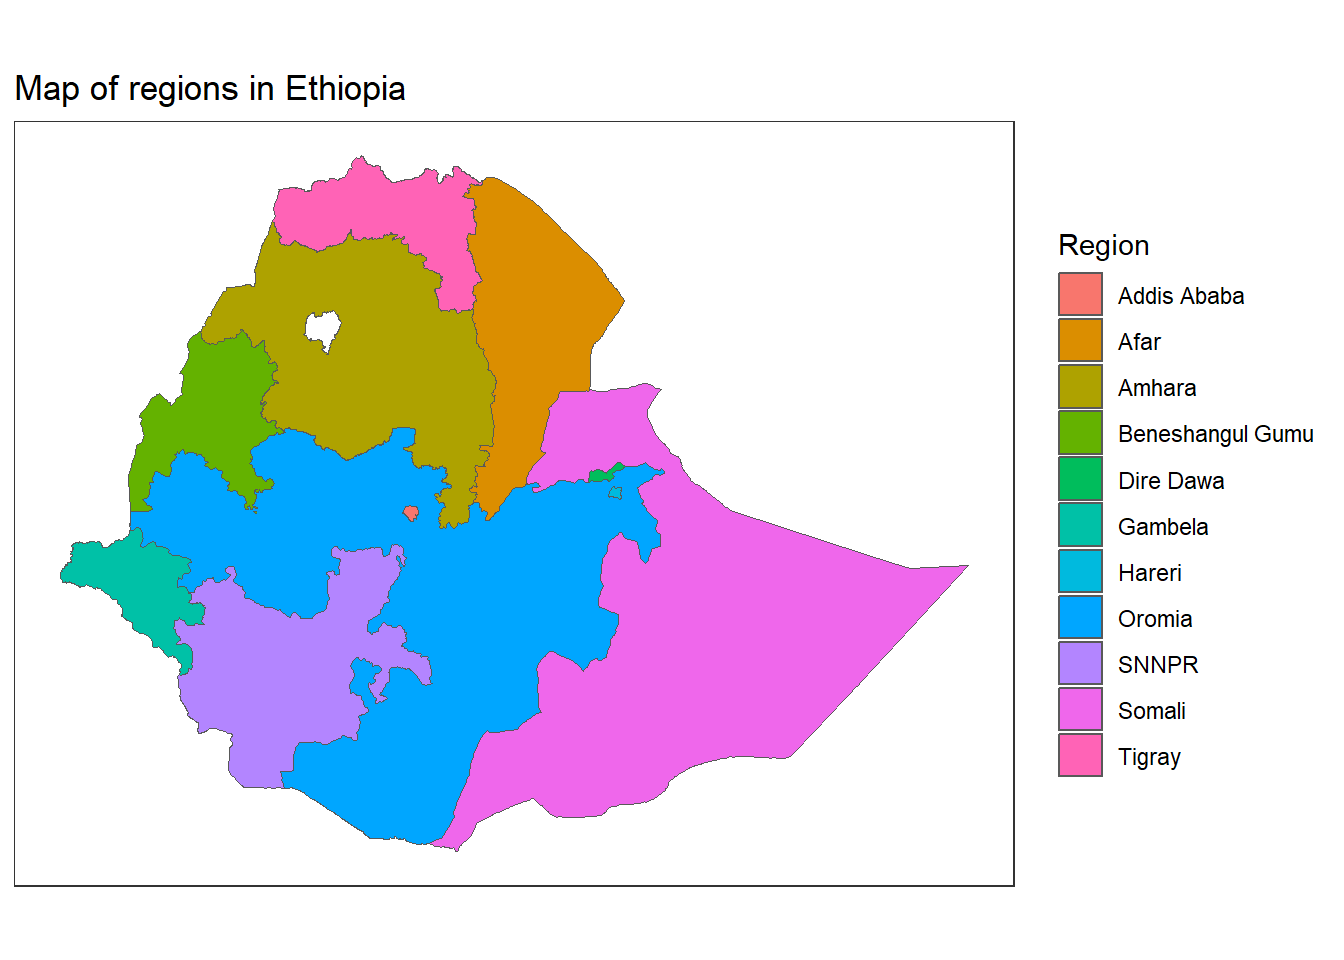 Map of regions in Ethiopia
Region
Addis Ababa
Afar
Amhara
Beneshangul Gumu
Dire Dawa
Gambela
Hareri
Oromia
SNNPR
Somali
Tigray